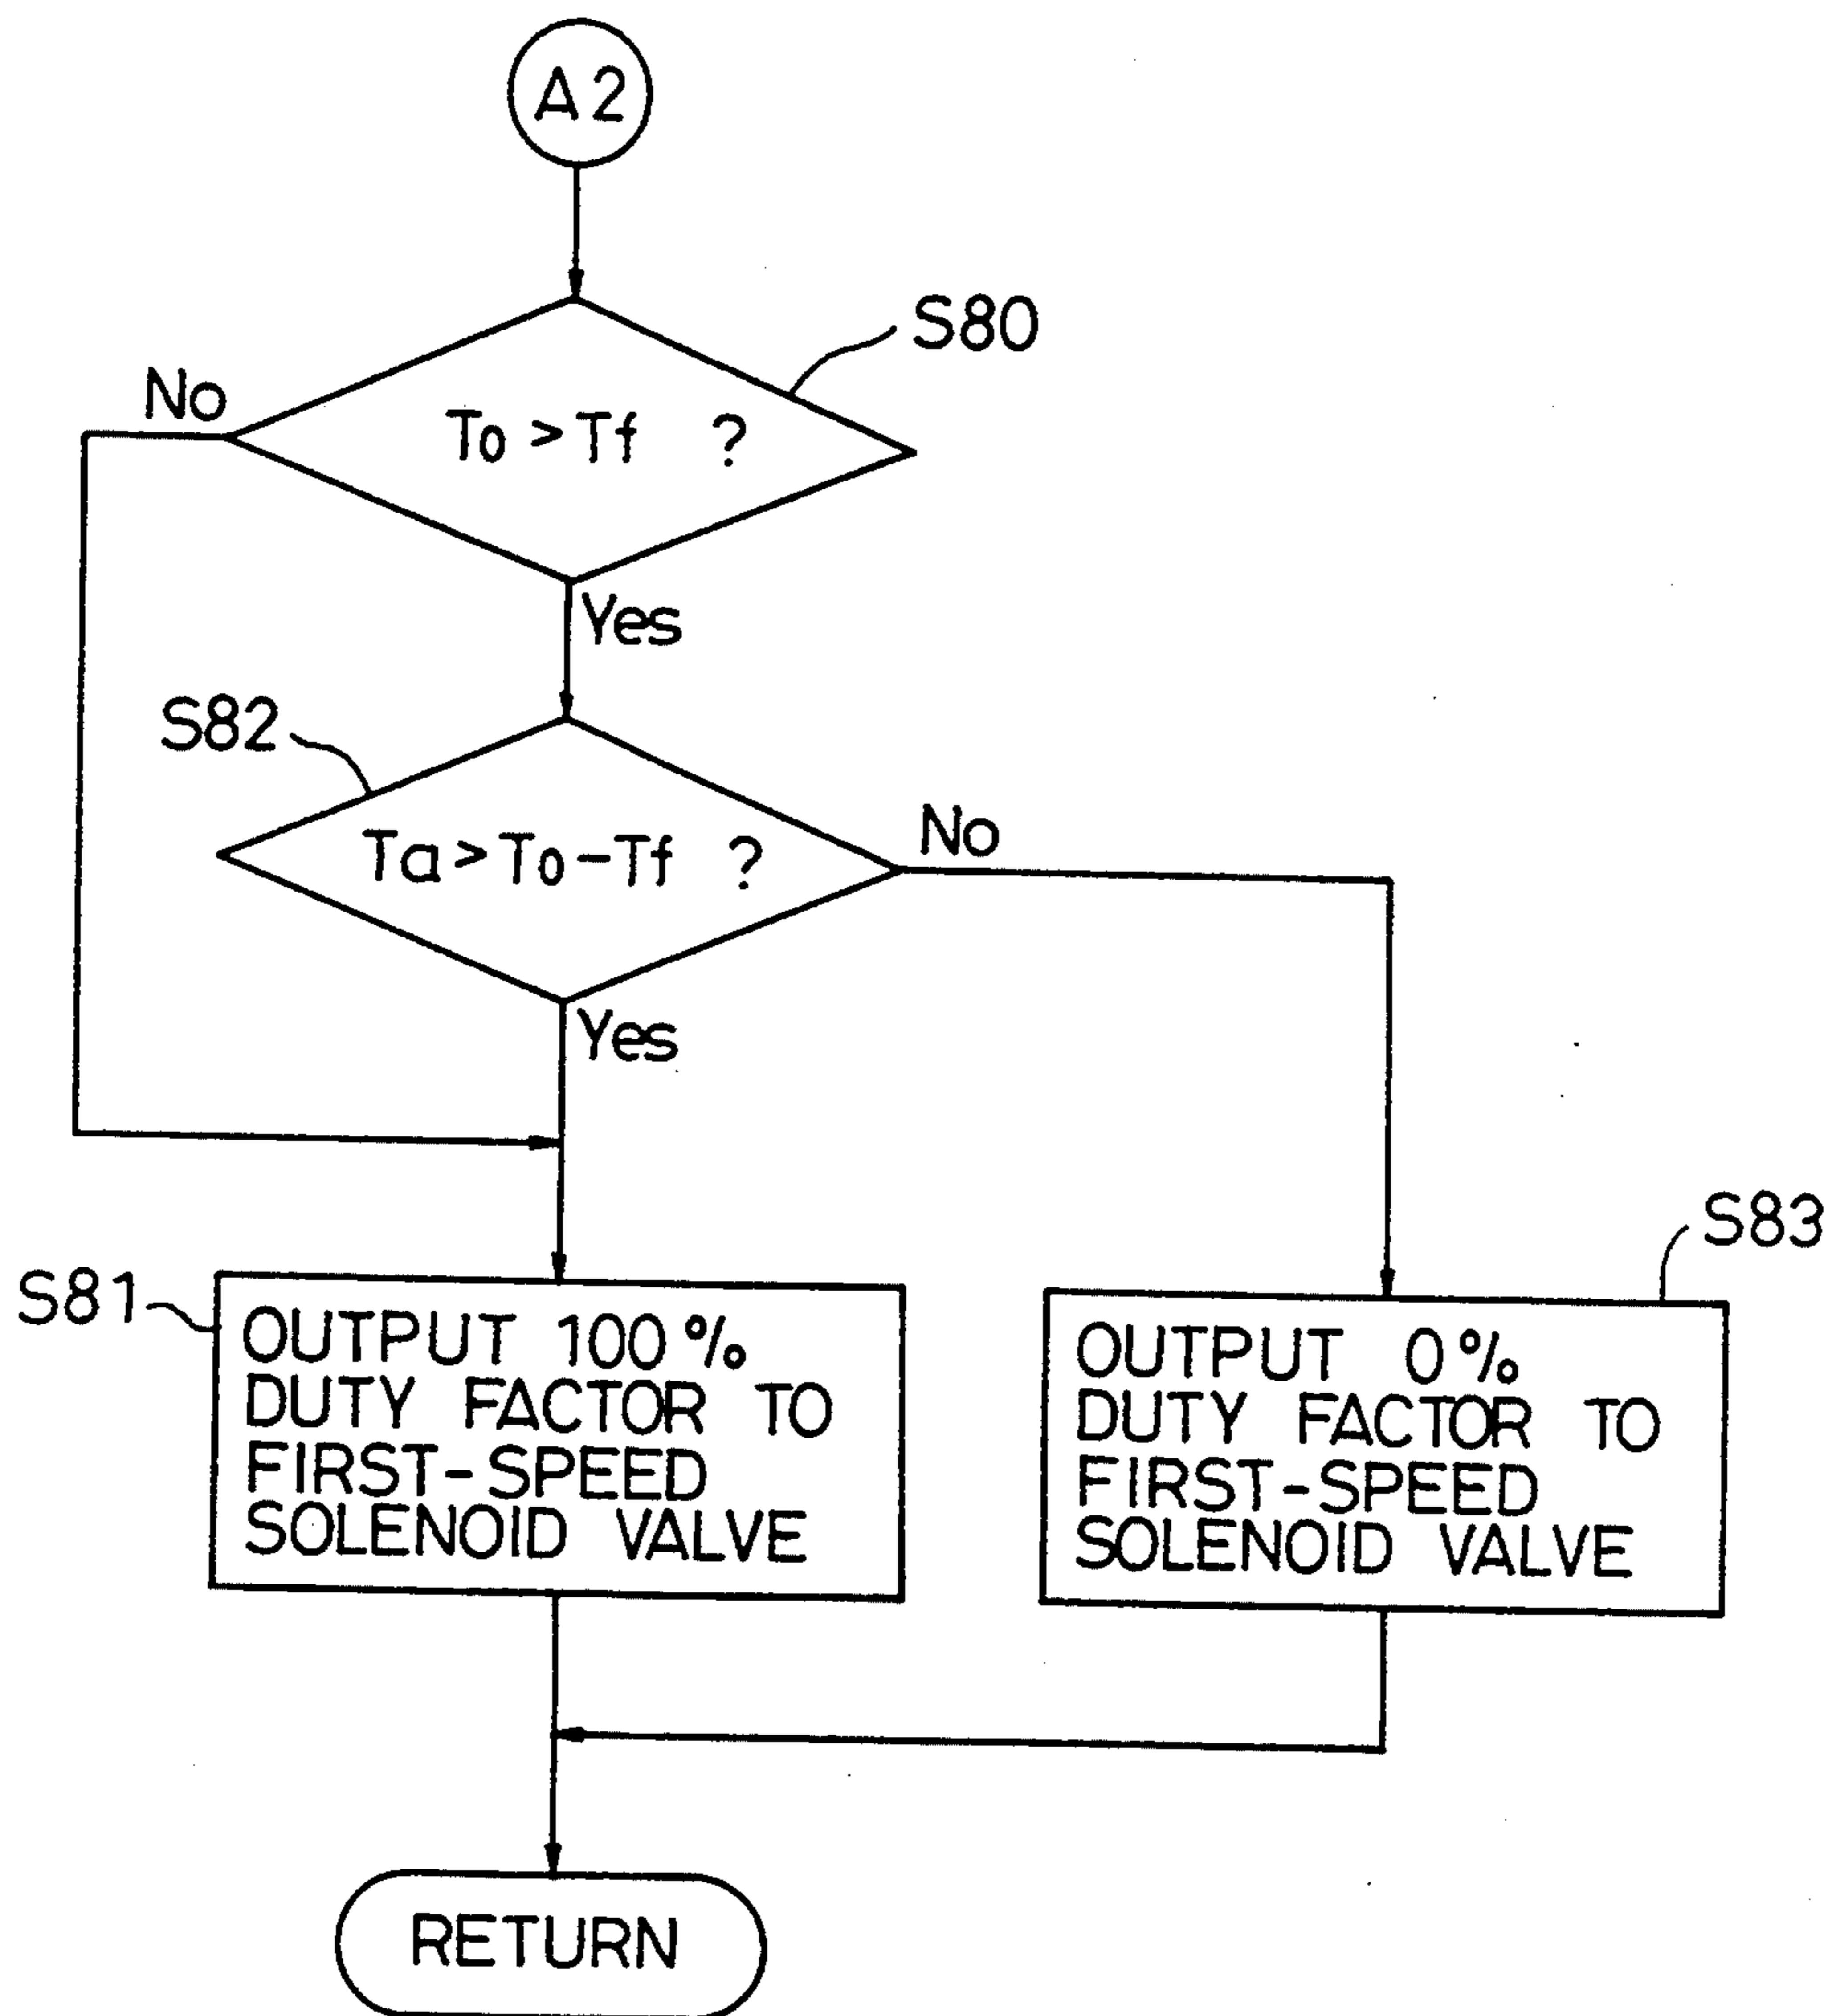 A2
S80
No
To > Tf ?
Yes
S82
Ta > To - Tf ?
No
Yes
S81
OUTPUT 100%
DUTY FACTOR TO
FIRST-SPEED
SOLENOID VALVE
S83
OUTPUT 0%
DUTY FACTOR TO
FIRST-SPEED
SOLENOID VALVE
RETURN